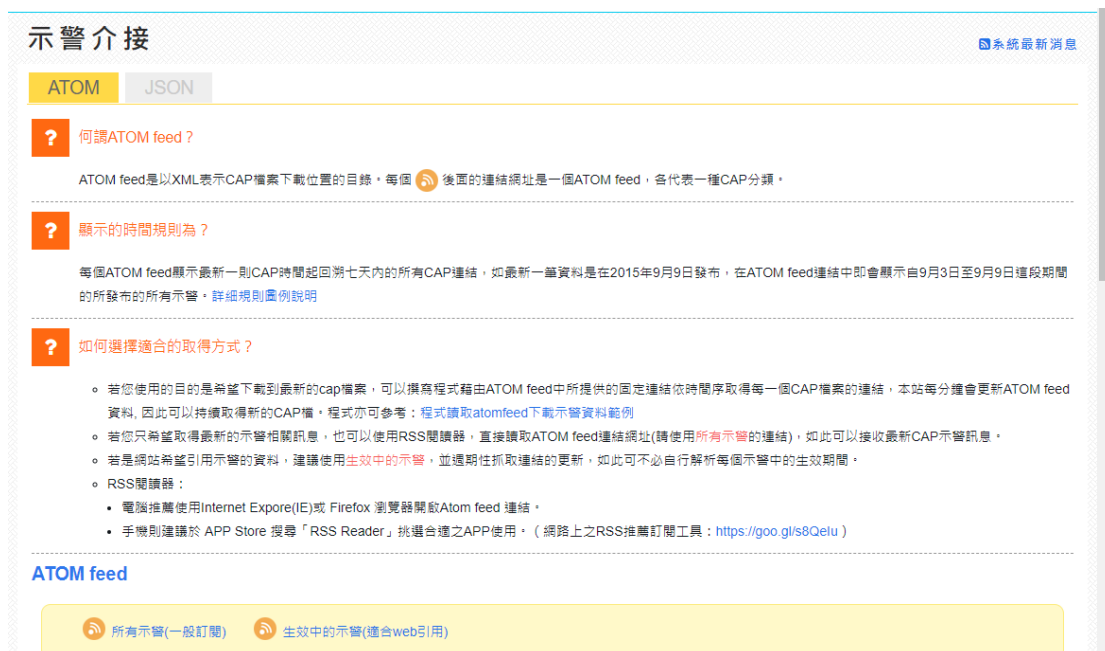 示警介接
系統最新消息
ATOM
JSON
何謂ATOM feed？
ATOM feed是以XML表示CAP檔案下載位置的目錄。每個 後面的連結網址是一個ATOM feed，各代表一種CAP分類。
顯示的時間規則為？
每個ATOM feed顯示最新一則CAP時間起回溯七天內的所有CAP連結，如最新一筆資料是在2015年9月9日發布，在ATOM feed連結中即會顯示自9月3日至9月9日這段期間
的所發布的所有示警。詳細規則圖例說明
如何選擇適合的取得方式？
若您使用的目的是希望下載到最新的cap檔案，可以撰寫程式藉由ATOM feed中所提供的固定連結依時間序取得每一個CAP檔案的連結，本站每分鐘會更新ATOM feed
資料, 因此可以持續取得新的CAP檔。程式亦可參考：程式讀取atomfeed下載示警資料範例
若您只希望取得最新的示警相關訊息，也可以使用RSS閱讀器，直接讀取ATOM feed連結網址(請使用所有示警的連結)，如此可以接收最新CAP示警訊息。
若是網站希望引用示警的資料，建議使用生效中的示警，並週期性抓取連結的更新，如此可不必自行解析每個示警中的生效期間。
RSS閱讀器：
電腦推薦使用Internet Expore(IE)或 Firefox 瀏覽器開啟Atom feed 連結。
手機則建議於 APP Store 搜尋「RSS Reader」挑選合適之APP使用。（ 網路上之RSS推薦訂閱工具：https://goo.gl/s8QeIu ）
ATOM feed
所有示警(一般訂閱)
生效中的示警(適合web引用)